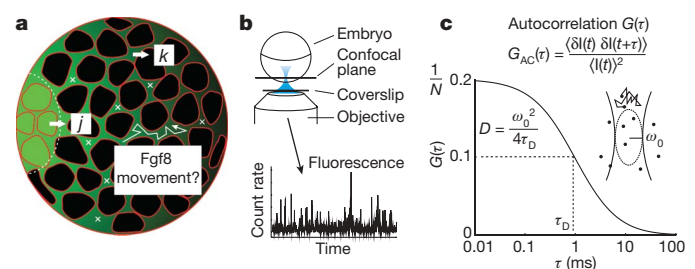 a
k
j
Fgf8
movement?
b
Embryo
Confocal
plane
Coverslip
Objective
Fluorescence
Count rate
Time
c
Autocorrelation G(τ)
G_AC(τ) = ⟨δI(t) δI(t+τ)⟩ / ⟨I(t)⟩²
1/N
0.2
D = ω₀² / 4τ_D
ω₀
G(τ)
0.1
τ_D
0
0.01 0.1 1 10 100
τ (ms)